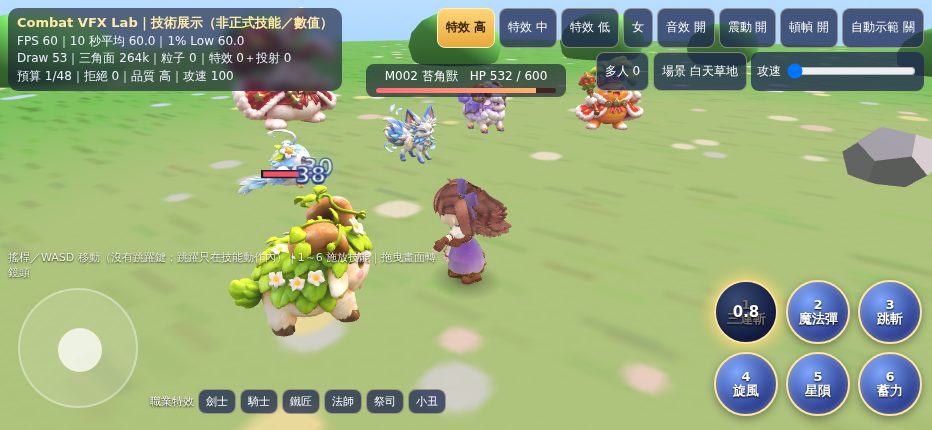 Combat VFX Lab | 技術展示（非正式技能／數值）
FPS 60 | 10 秒平均 60.0 | 1% Low 60.0
Draw 53 | 三角面 264k | 粒子 0 | 特效 0＋投射 0
預算 1/48 | 拒絕 0 | 品質 高 | 攻速 100
特效 高
特效 中
特效 低
女
音效 開
震動 開
頓幀 開
自動示範 關
M002 苔角獸 HP 532 / 600
多人 0
場景 白天草地
攻速
38
搖桿／WASD 移動（沒有跳躍鍵；跳躍只在技能動作內）| 1～6 施放技能 | 拖曳畫面轉
鏡頭
0.8
1
三連斬
2
魔法彈
3
跳斬
4
旋風
5
星隕
6
蓄力
職業特效
劍士
騎士
鐵匠
法師
祭司
小丑